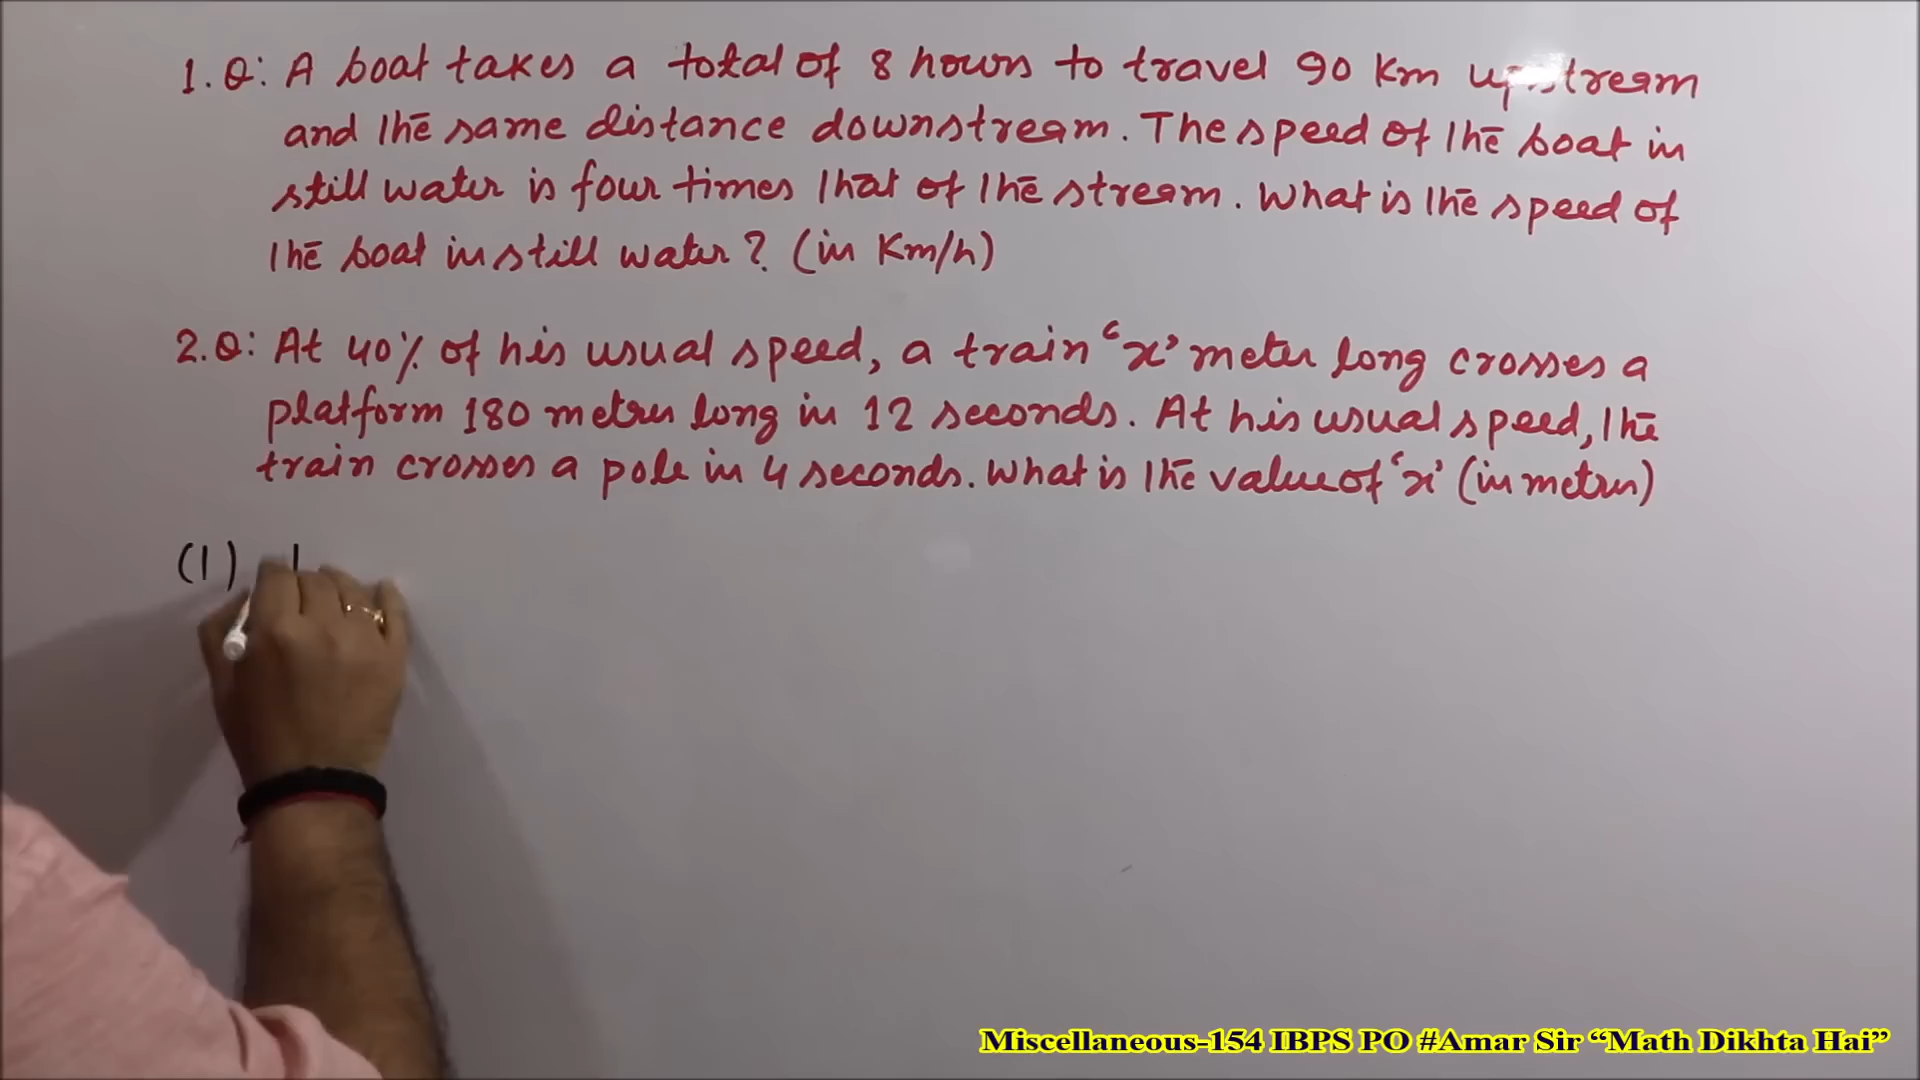 1. Q: A boat takes a total of 8 hours to travel 90 Km upstream
and the same distance downstream. The speed of the boat in
still water is four times that of the stream. What is the speed of
the boat in still water? (in Km/h)
2. Q: At 40% of his usual speed, a train 'x' meter long crosses a
platform 180 metres long in 12 seconds. At his usual speed, the
train crosses a pole in 4 seconds. What is the value of 'x' (in metres)
(1)
Miscellaneous-154 IBPS PO #Amar Sir “Math Dikhta Hai”